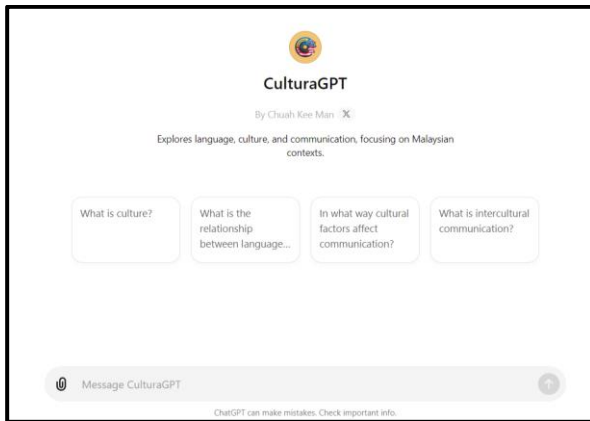 CulturaGPT
By Chuah Kee Man
Explores language, culture, and communication, focusing on Malaysian
contexts.
What is culture?
What is the
relationship
between language...
In what way cultural
factors affect
communication?
What is intercultural
communication?
Message CulturaGPT
ChatGPT can make mistakes. Check important info.